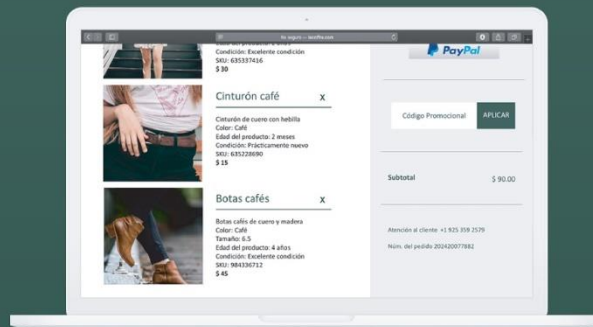 Condición: Excelente condición
SKU: 635337416
$ 30
Cinturón café X
Cinturón de cuero con hebilla
Color: Café
Edad del producto: 2 meses
Condición: Prácticamente nuevo
SKU: 635228690
$ 15
Botas cafés X
Botas cafés de cuero y madera
Color: Café
Tamaño: 6.5
Edad del producto: 4 años
Condición: Excelente condición
SKU: 984336712
$ 45
PayPal
Código Promocional APLICAR
Subtotal $ 90.00
Atención al cliente +1 925 359 2579
Núm. del pedido 202420077882